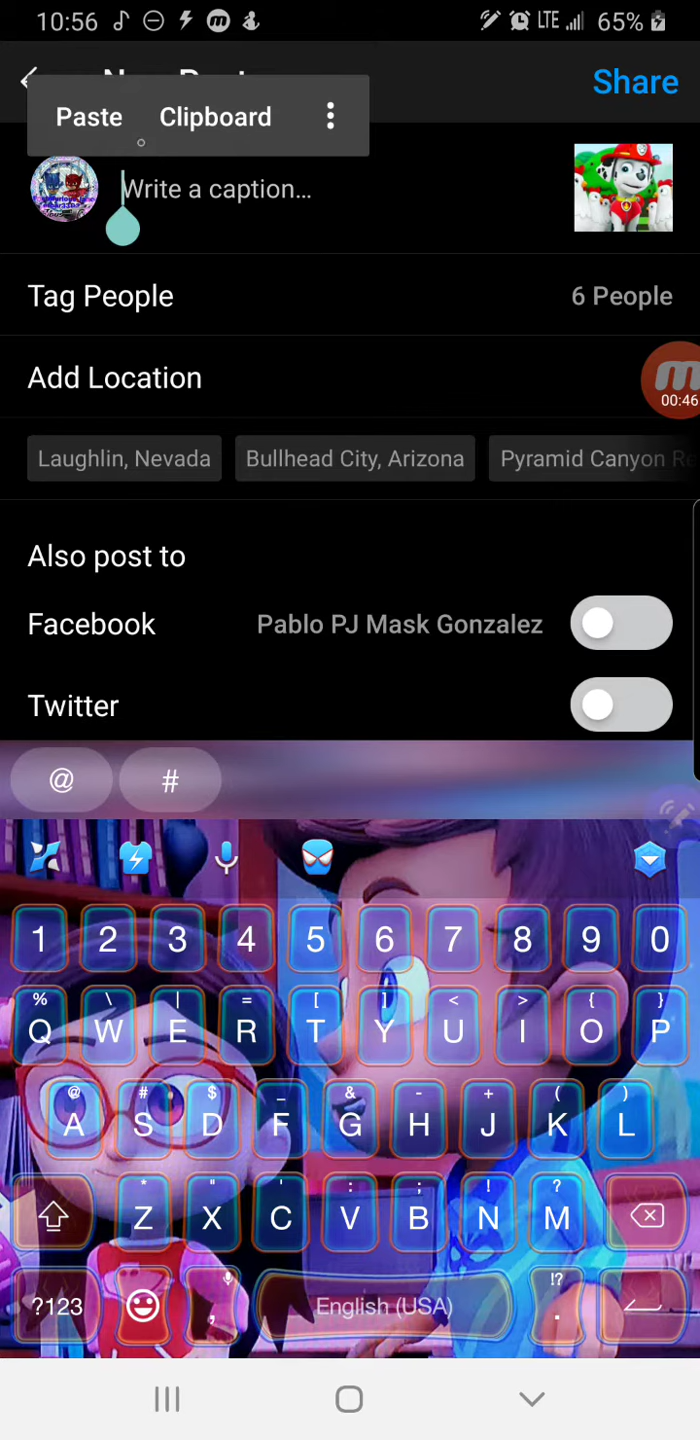 10:56 LTE 65%
Share
Paste Clipboard
Write a caption...
Tag People 6 People
Add Location
00:46
Laughlin, Nevada Bullhead City, Arizona Pyramid Canyon
Also post to
Facebook Pablo PJ Mask Gonzalez
Twitter
@ #
1 2 3 4 5 6 7 8 9 0
% \ | = [ ] < > { }
Q W E R T Y U I O P
@ # $ _ & - + ( )
A S D F G H J K L
* " ' : ; ! ?
Z X C V B N M
!?
?123 , English (USA) .